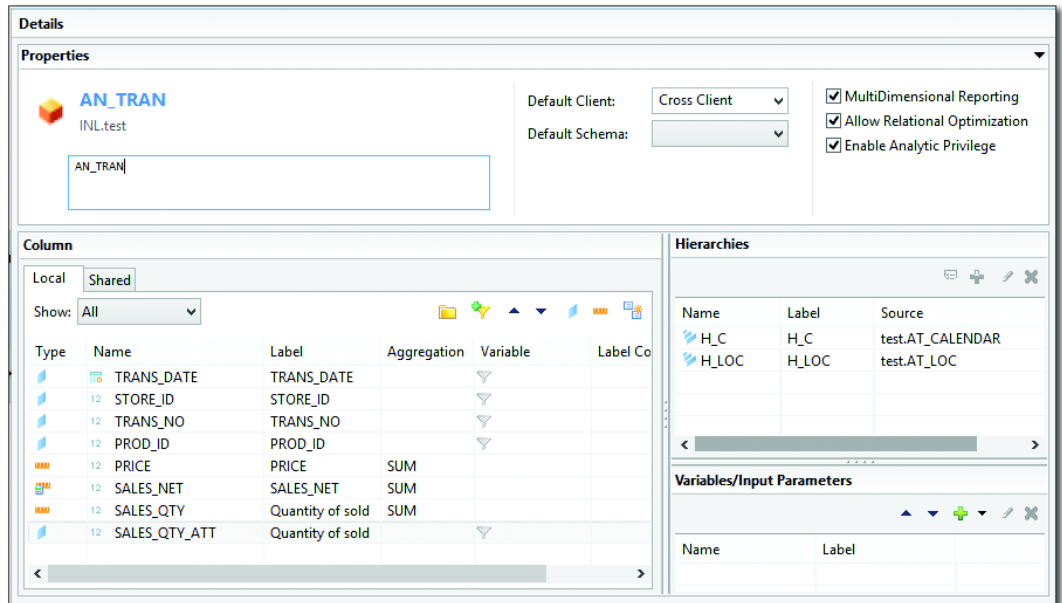 Details
Properties
AN_TRAN
INL.test
AN_TRAN
Default Client: Cross Client
Default Schema:
MultiDimensional Reporting
Allow Relational Optimization
Enable Analytic Privilege
Column
Local Shared
Show: All
Type Name Label Aggregation Variable Label Co
TRANS_DATE TRANS_DATE
12 STORE_ID STORE_ID
12 TRANS_NO TRANS_NO
12 PROD_ID PROD_ID
12 PRICE PRICE SUM
12 SALES_NET SALES_NET SUM
12 SALES_QTY Quantity of sold SUM
12 SALES_QTY_ATT Quantity of sold
Hierarchies
Name Label Source
H_C H_C test.AT_CALENDAR
H_LOC H_LOC test.AT_LOC
Variables/Input Parameters
Name Label